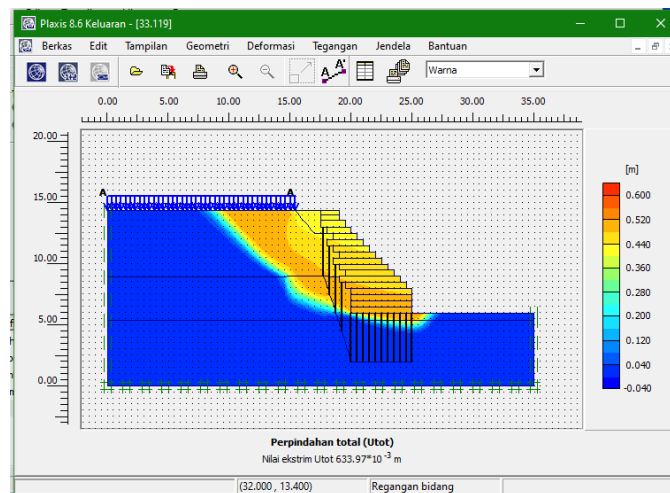 Plaxis 8.6 Keluaran - [33.119]
Berkas Edit Tampilan Geometri Deformasi Tegangan Jendela Bantuan
A A' Warna
0.00 5.00 10.00 15.00 20.00 25.00 30.00 35.00
20.00
15.00
10.00
5.00
0.00
A A
[m]
0.600
0.520
0.440
0.360
0.280
0.200
0.120
0.040
-0.040
Perpindahan total (Utot)
Nilai ekstrim Utot 633.97*10 -3 m
(32.000 , 13.400) Regangan bidang